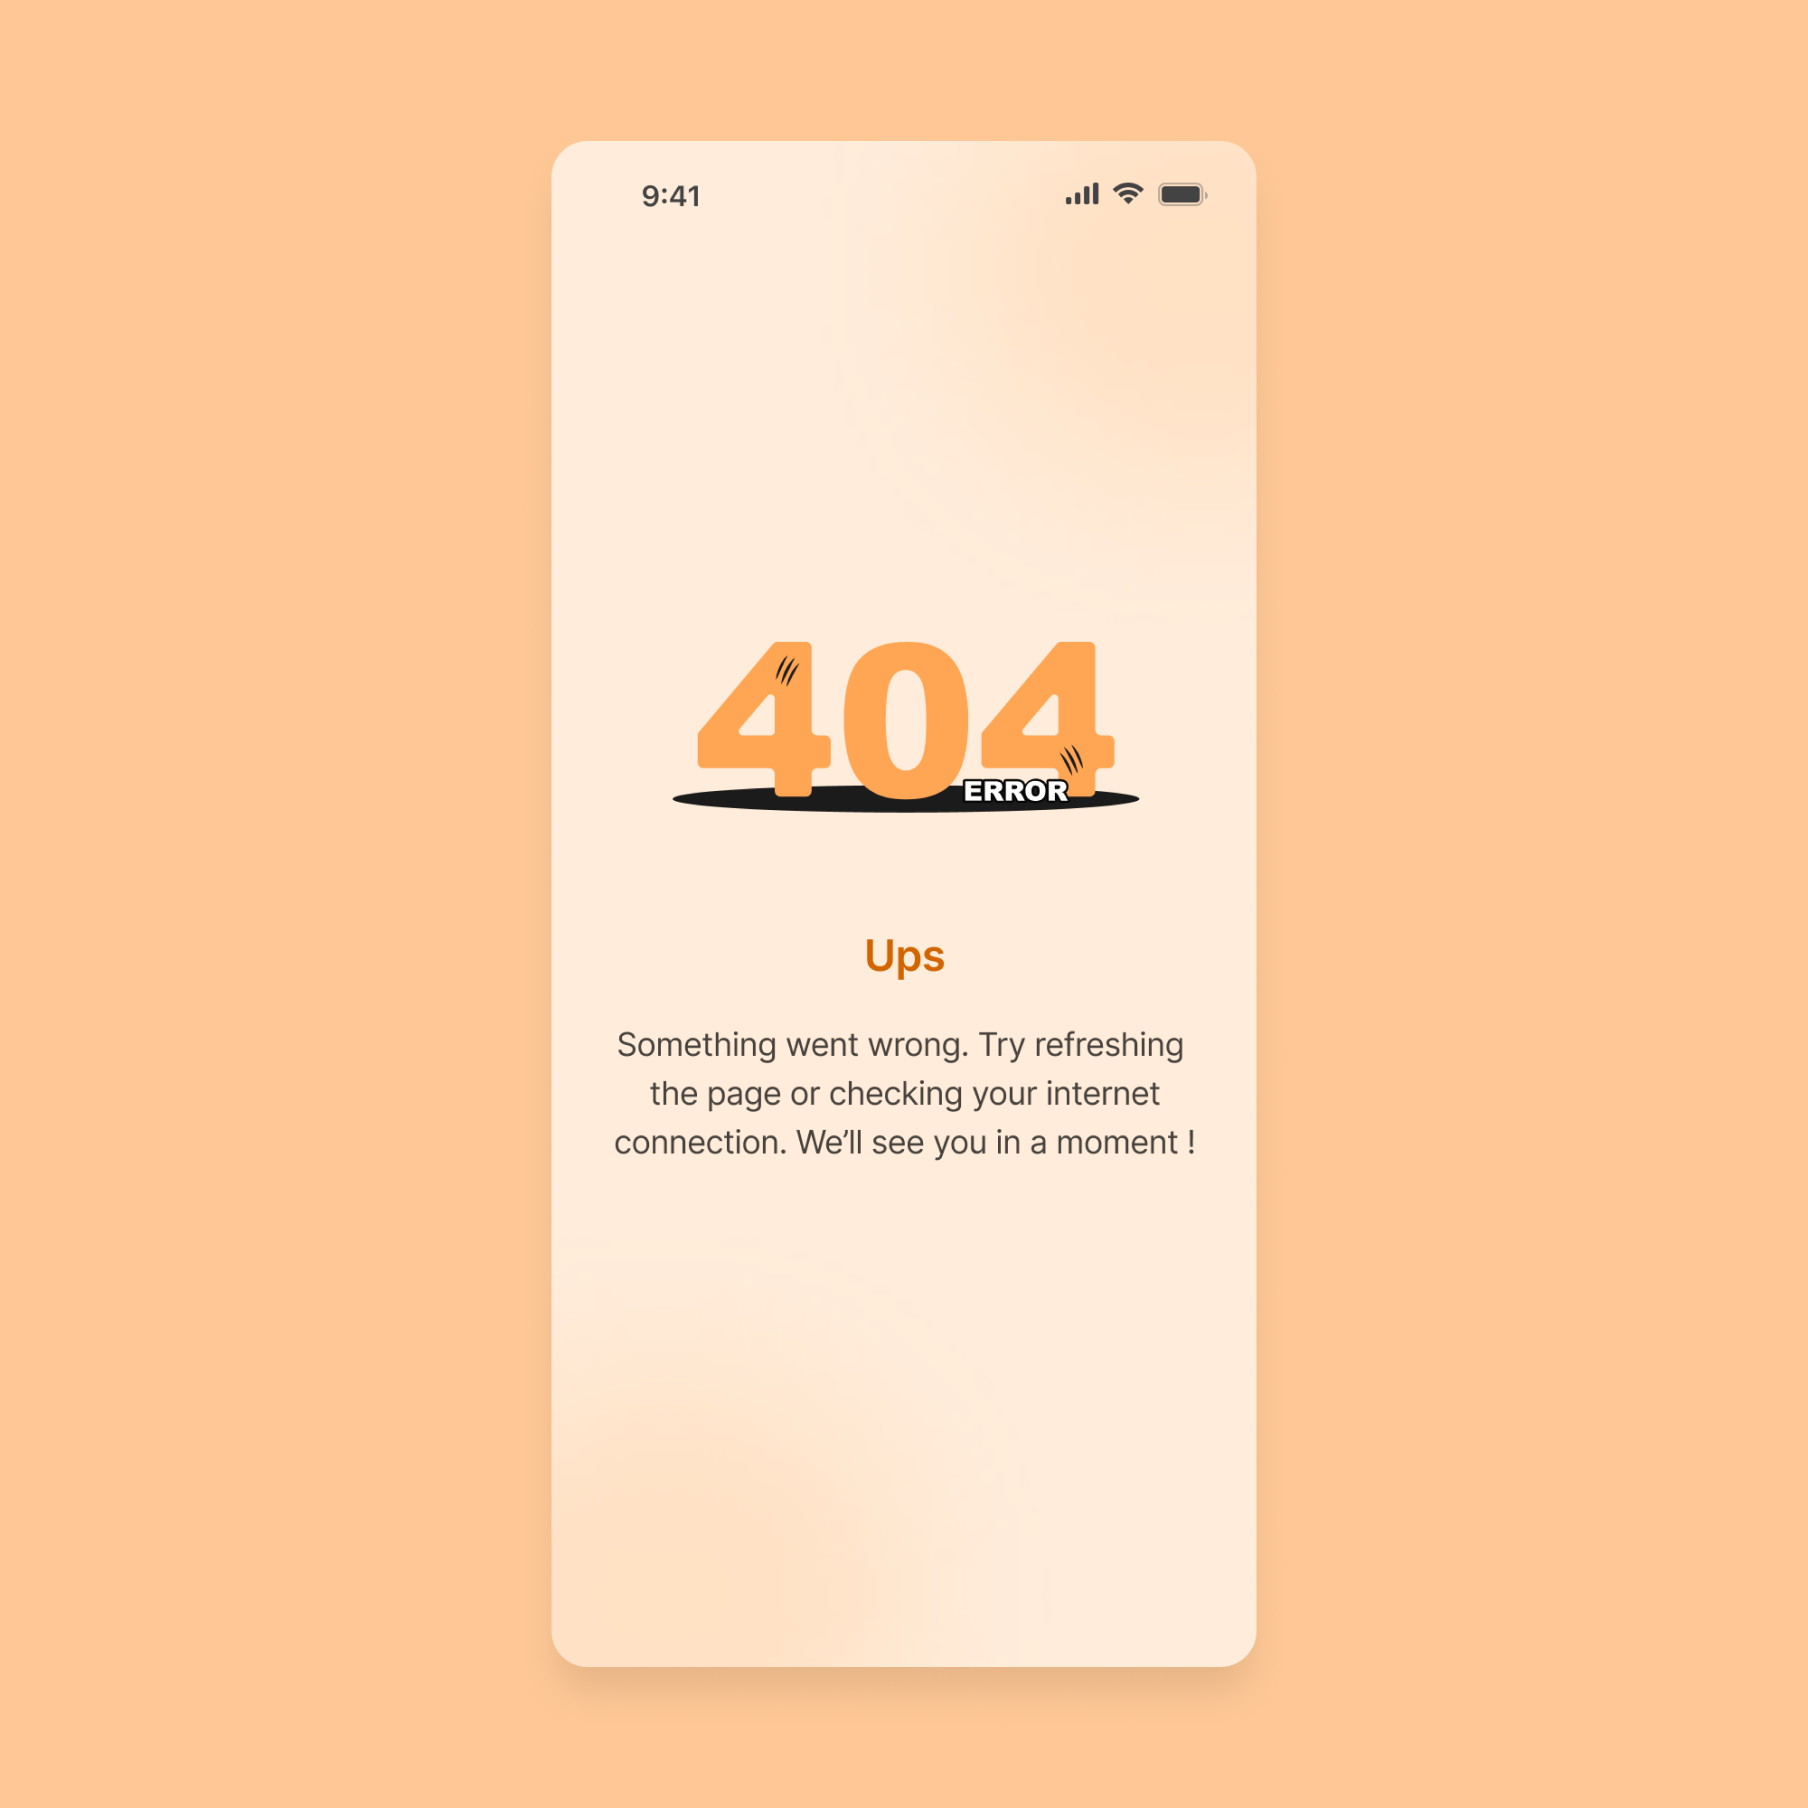 9:41
404
ERROR
Ups
Something went wrong. Try refreshing
the page or checking your internet
connection. We’ll see you in a moment !